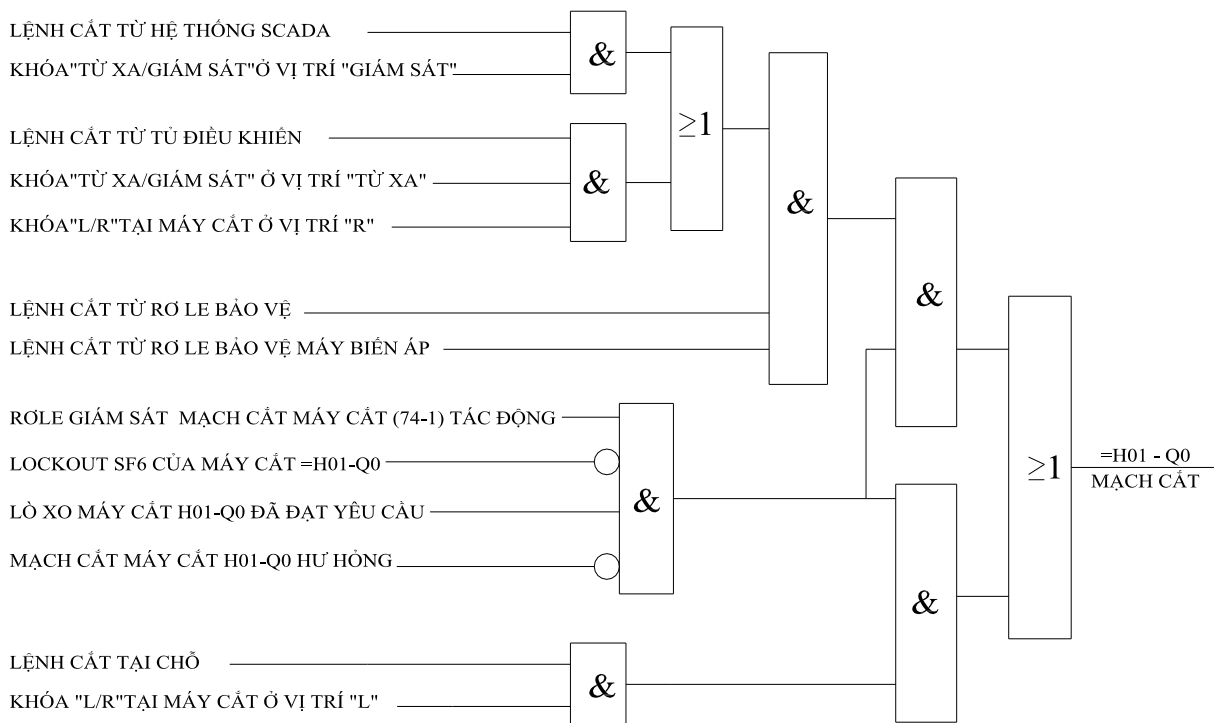 LỆNH CẮT TỪ HỆ THỐNG SCADA
&
KHÓA"TỪ XA/GIÁM SÁT"Ở VỊ TRÍ "GIÁM SÁT"
≥1
LỆNH CẮT TỪ TỦ ĐIỀU KHIỂN
KHÓA"TỪ XA/GIÁM SÁT" Ở VỊ TRÍ "TỪ XA"
&
KHÓA"L/R"TẠI MÁY CẮT Ở VỊ TRÍ "R"
&
LỆNH CẮT TỪ RƠ LE BẢO VỆ
&
LỆNH CẮT TỪ RƠ LE BẢO VỆ MÁY BIẾN ÁP
RƠLE GIÁM SÁT MẠCH CẮT MÁY CẮT (74-1) TÁC ĐỘNG
LOCKOUT SF6 CỦA MÁY CẮT =H01-Q0
LÒ XO MÁY CẮT H01-Q0 ĐÃ ĐẠT YÊU CẦU
&
MẠCH CẮT MÁY CẮT H01-Q0 HƯ HỎNG
≥1
=H01 - Q0
MẠCH CẮT
&
LỆNH CẮT TẠI CHỖ
&
KHÓA "L/R"TẠI MÁY CẮT Ở VỊ TRÍ "L"